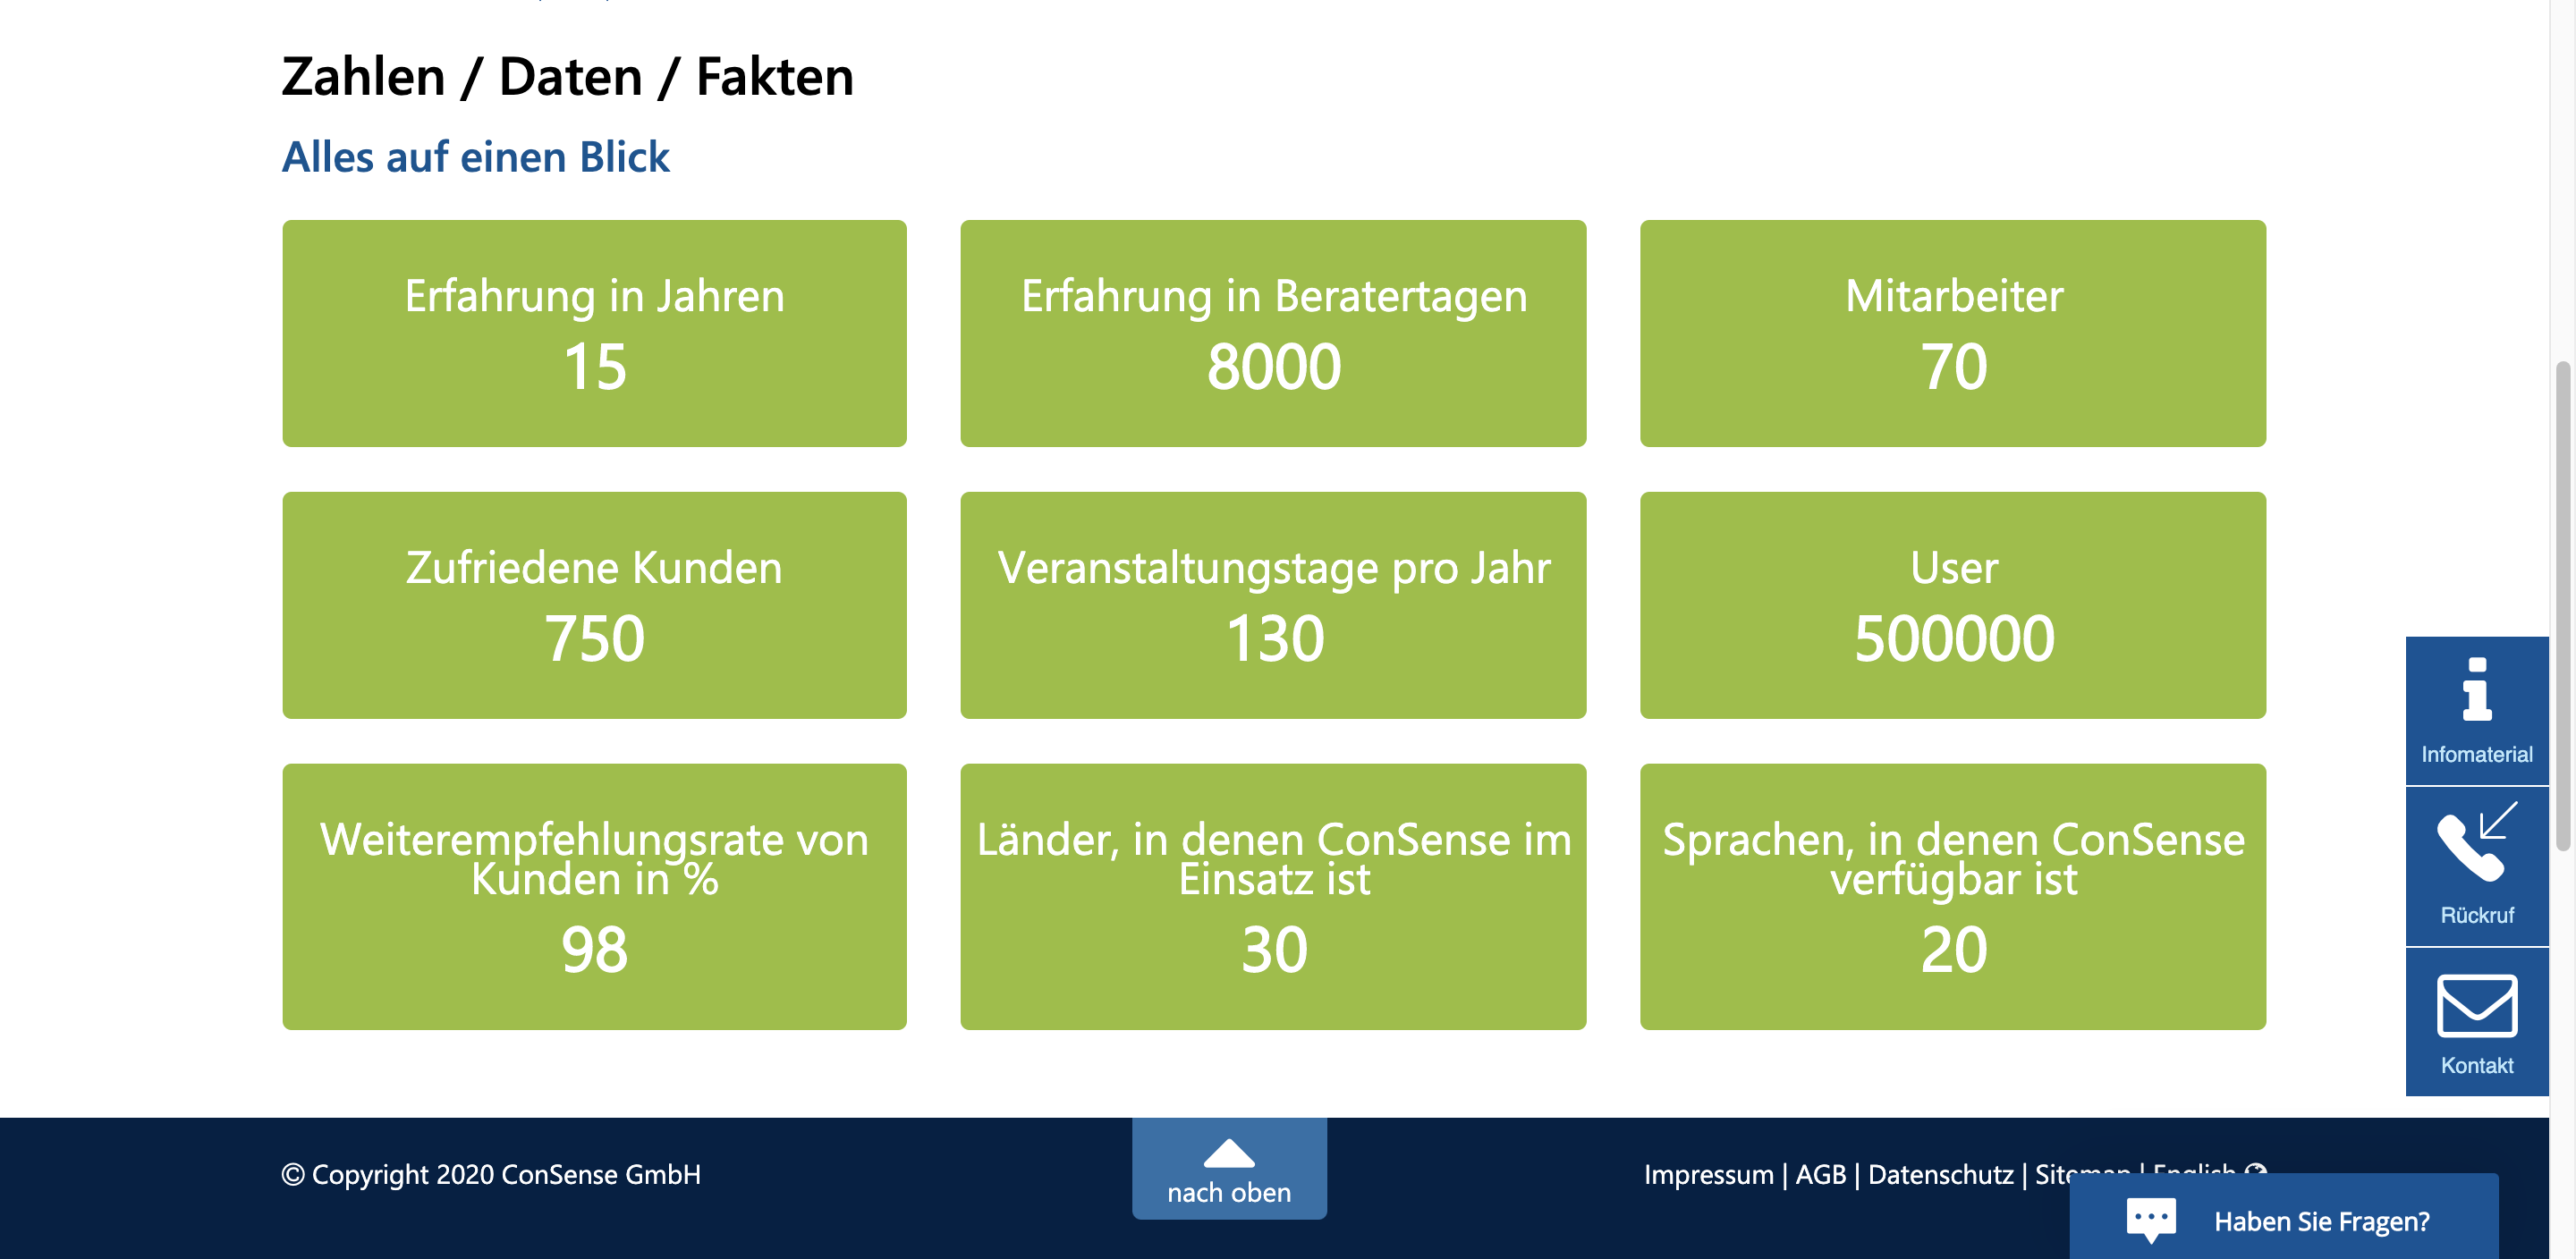 Zahlen / Daten / Fakten
Alles auf einen Blick
Erfahrung in Jahren
15
Erfahrung in Beratertagen
8000
Mitarbeiter
70
Zufriedene Kunden
750
Veranstaltungstage pro Jahr
130
User
500000
Weiterempfehlungsrate von
Kunden in %
98
Länder, in denen ConSense im
Einsatz ist
30
Sprachen, in denen ConSense
verfügbar ist
20
Infomaterial
Rückruf
Kontakt
© Copyright 2020 ConSense GmbH
nach oben
Impressum | AGB | Datenschutz | Sitemap | English
Haben Sie Fragen?